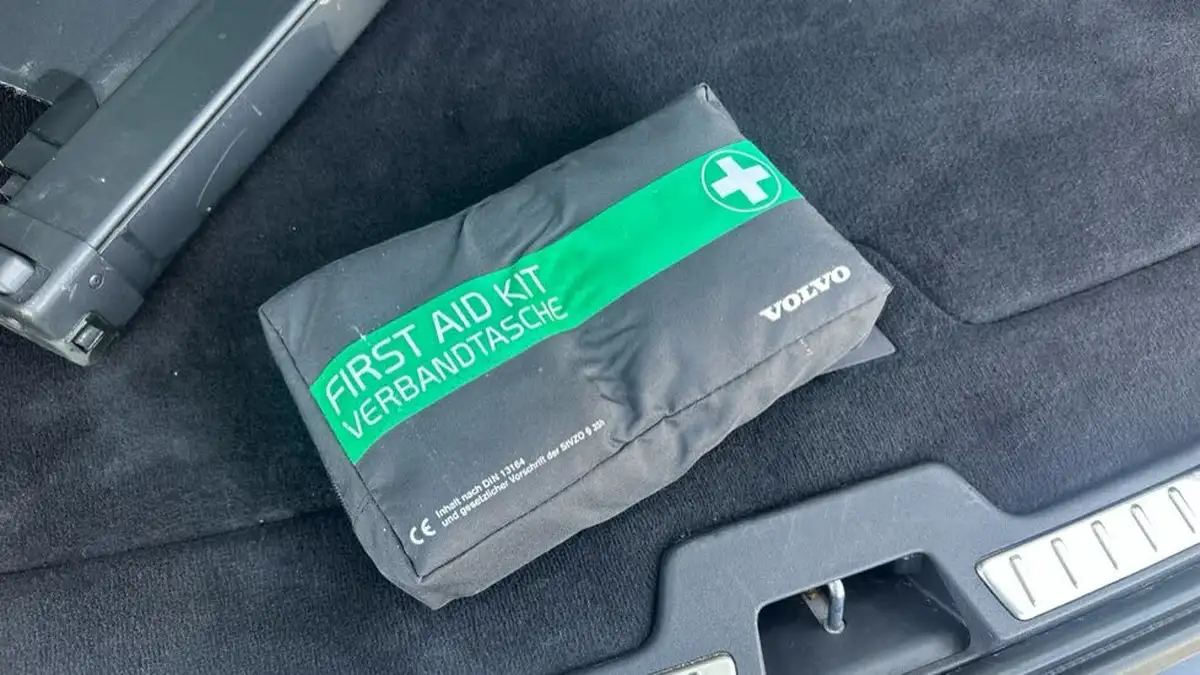 FIRST AID KIT
VERBANDTASCHE
VOLVO
CE Inhalt nach DIN 13164
und gesetzlicher Vorschrift der StVZO § 35h